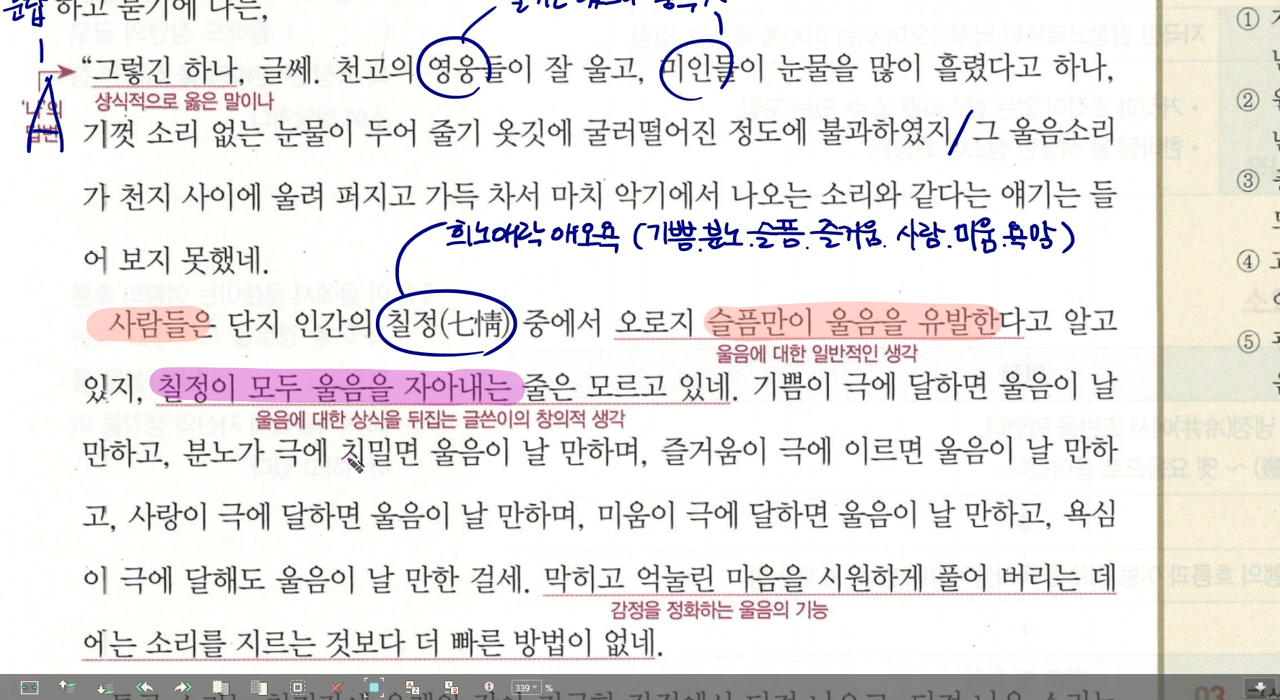 문답
하고 묻기에 나는,
"그렇긴 하나, 글쎄. 천고의 영웅들이 잘 울고, 미인들이 눈물을 많이 흘렸다고 하나,
상식적으로 옳은 말이나
'나'의 답변
A
기껏 소리 없는 눈물이 두어 줄기 옷깃에 굴러떨어진 정도에 불과하였지/그 울음소리
가 천지 사이에 울려 퍼지고 가득 차서 마치 악기에서 나오는 소리와 같다는 얘기는 들
희노애락 애오욕 (기쁨.분노.슬픔.즐거움. 사랑.미움.욕망)
어 보지 못했네.
사람들은 단지 인간의 칠정(七情) 중에서 오로지 슬픔만이 울음을 유발한다고 알고
울음에 대한 일반적인 생각
있지, 칠정이 모두 울음을 자아내는 줄은 모르고 있네. 기쁨이 극에 달하면 울음이 날
울음에 대한 상식을 뒤집는 글쓴이의 창의적 생각
만하고, 분노가 극에 치밀면 울음이 날 만하며, 즐거움이 극에 이르면 울음이 날 만하
고, 사랑이 극에 달하면 울음이 날 만하며, 미움이 극에 달하면 울음이 날 만하고, 욕심
이 극에 달해도 울음이 날 만한 걸세. 막히고 억눌린 마음을 시원하게 풀어 버리는 데
감정을 정화하는 울음의 기능
에는 소리를 지르는 것보다 더 빠른 방법이 없네.
①
②
③
④
⑤
339 %
03